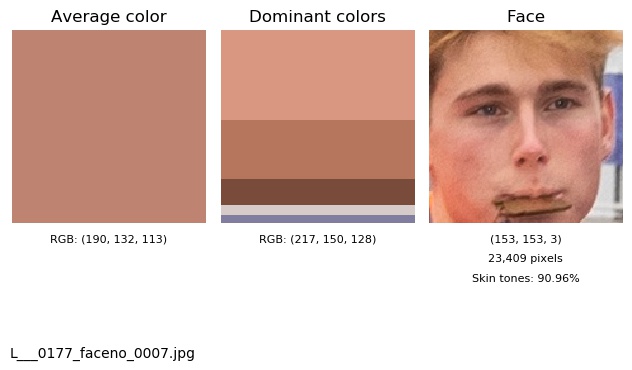 Average color
Dominant colors
Face
RGB: (190, 132, 113)
RGB: (217, 150, 128)
(153, 153, 3)
23,409 pixels
Skin tones: 90.96%
L___0177_faceno_0007.jpg